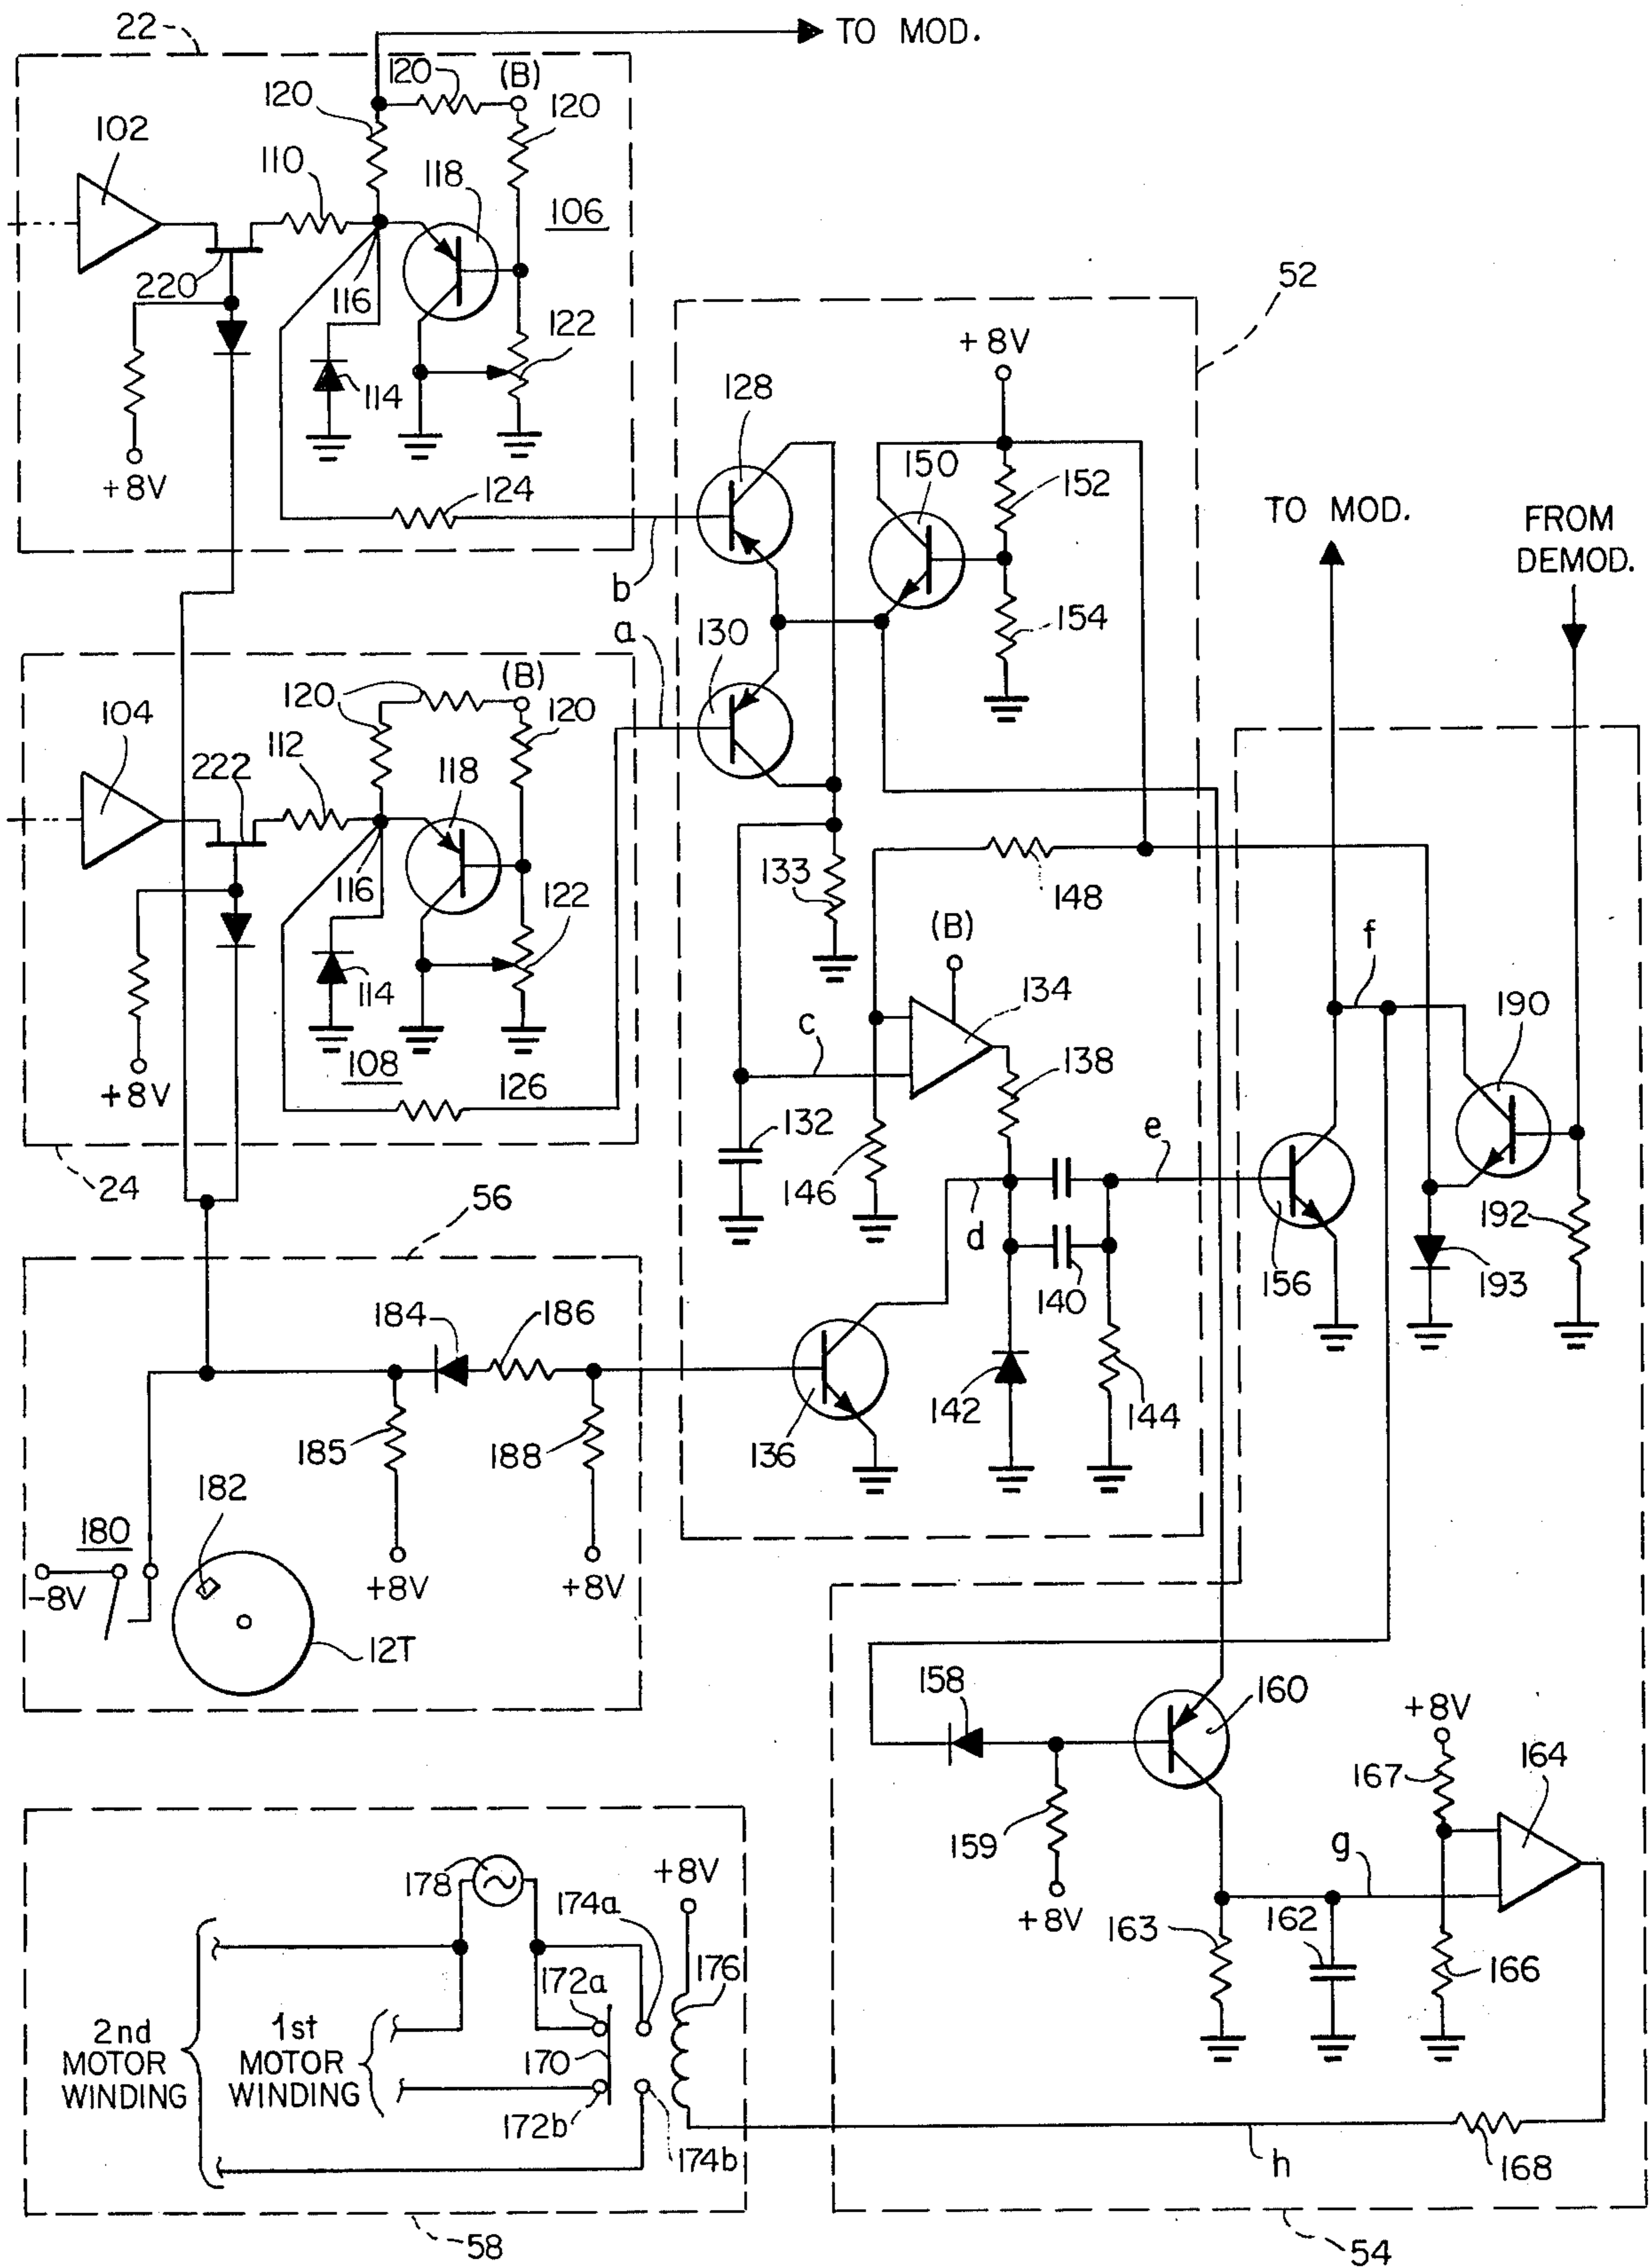 22
TO MOD.
120
(B)
120
120
102
110
118
106
220
116
122
114
+8V
124
52
+8V
128
150
152
TO MOD.
FROM
DEMOD.
b
a
130
154
(B)
120
120
104
222
112
118
116
122
133
148
(B)
f
114
134
190
c
108
138
+8V
126
132
e
24
146
56
d
192
156
193
140
184
186
142
144
185
188
136
182
180
-8V
+8V
+8V
12T
158
160
+8V
167
164
159
178
+8V
174a
g
+8V
163
162
172a
176
166
2nd
MOTOR
WINDING
1st
MOTOR
WINDING
170
172b
174b
h
168
58
54